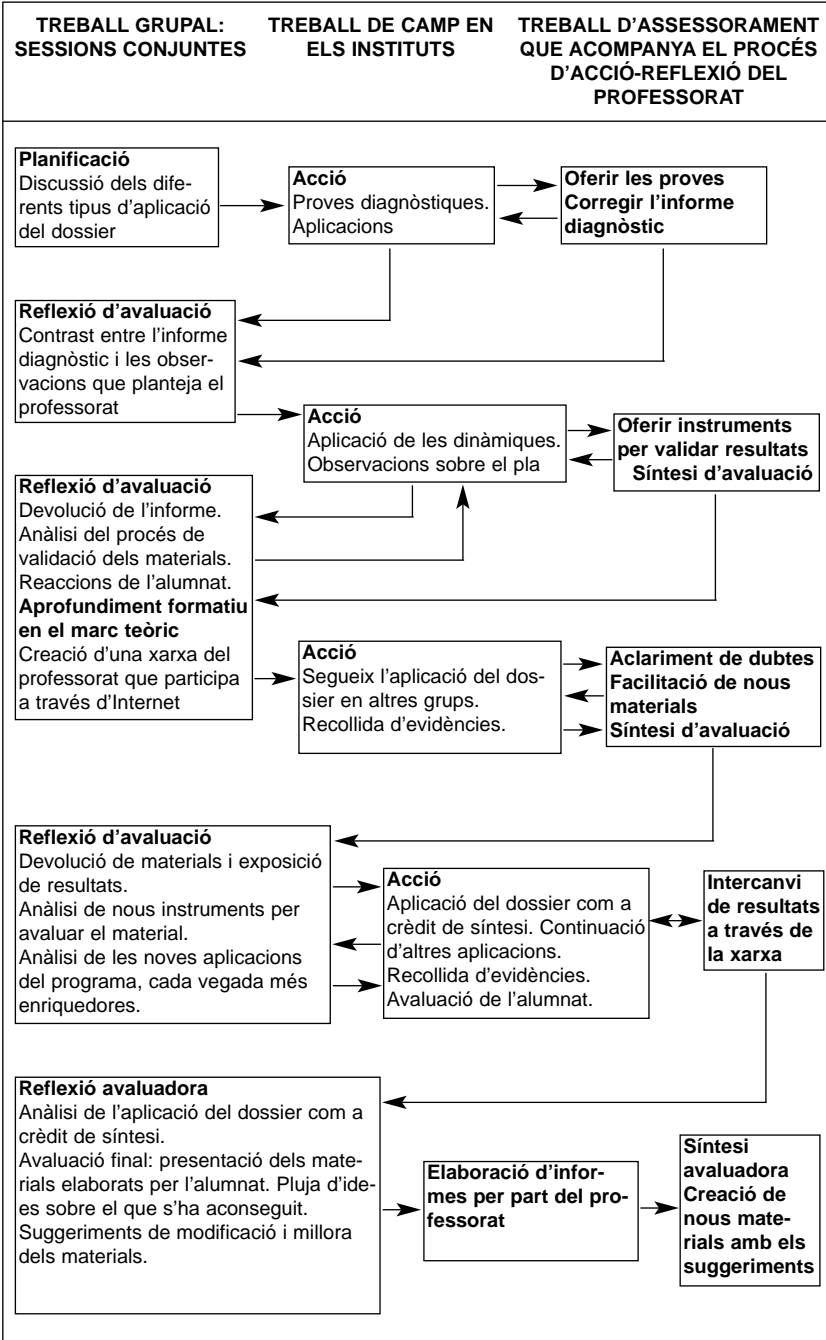 TREBALL GRUPAL:
SESSIONS CONJUNTES
TREBALL DE CAMP EN
ELS INSTITUTS
TREBALL D’ASSESSORAMENT
QUE ACOMPANYA EL PROCÉS
D’ACCIÓ-REFLEXIÓ DEL
PROFESSORAT
Planificació
Discussió dels dife-
rents tipus d’aplicació
del dossier
Acció
Proves diagnòstiques.
Aplicacions
Oferir les proves
Corregir l’informe
diagnòstic
Reflexió d’avaluació
Contrast entre l’informe
diagnòstic i les obser-
vacions que planteja el
professorat
Acció
Aplicació de les dinàmiques.
Observacions sobre el pla
Oferir instruments
per validar resultats
Síntesi d’avaluació
Reflexió d’avaluació
Devolució de l’informe.
Anàlisi del procés de
validació dels materials.
Reaccions de l’alumnat.
Aprofundiment formatiu
en el marc teòric
Creació d’una xarxa del
professorat que participa
a través d’Internet
Acció
Segueix l’aplicació del dos-
sier en altres grups.
Recollida d’evidències.
Aclariment de dubtes
Facilitació de nous
materials
Síntesi d’avaluació
Reflexió d’avaluació
Devolució de materials i exposició
de resultats.
Anàlisi de nous instruments per
avaluar el material.
Anàlisi de les noves aplicacions
del programa, cada vegada més
enriquedores.
Acció
Aplicació del dossier com a
crèdit de síntesi. Continuació
d’altres aplicacions.
Recollida d’evidències.
Avaluació de l’alumnat.
Intercanvi
de resultats
a través de
la xarxa
Reflexió avaluadora
Anàlisi de l’aplicació del dossier com a
crèdit de síntesi.
Avaluació final: presentació dels mate-
rials elaborats per l’alumnat. Pluja d’ide-
es sobre el que s’ha aconseguit.
Suggeriments de modificació i millora
dels materials.
Elaboració d’infor-
mes per part del pro-
fessorat
Síntesi
avaluadora
Creació de
nous mate-
rials amb els
suggeriments